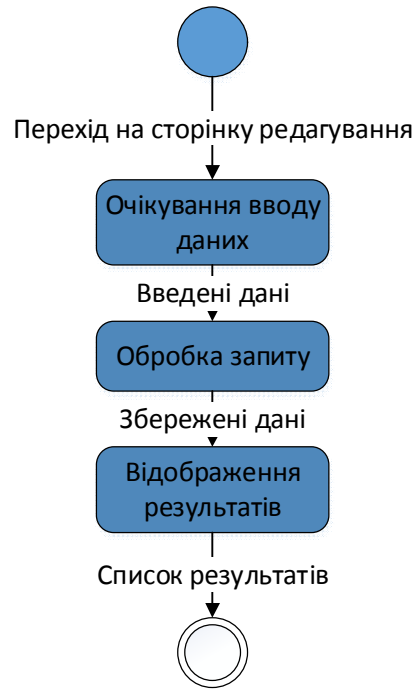 Перехід на сторінку редагування
Очікування вводу
даних
Введені дані
Обробка запиту
Збережені дані
Відображення
результатів
Список результатів